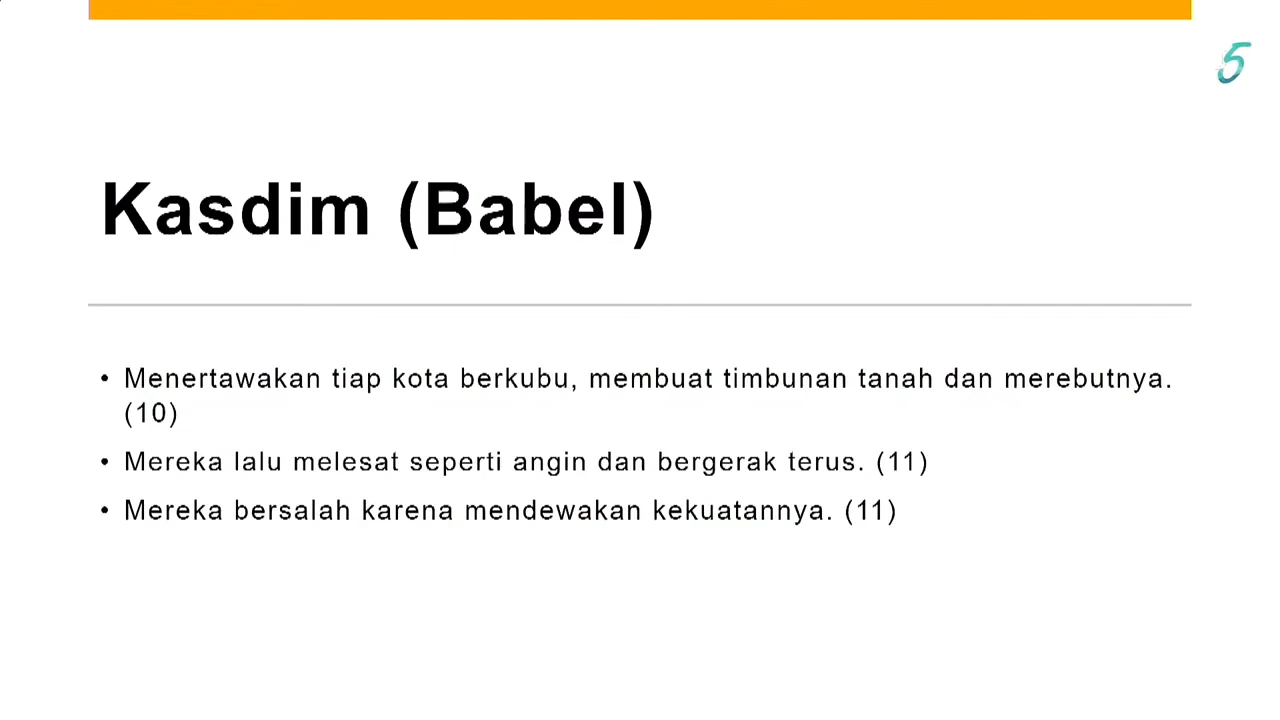 5
Kasdim (Babel)
• Menertawakan tiap kota berkubu, membuat timbunan tanah dan merebutnya.
(10)
• Mereka lalu melesat seperti angin dan bergerak terus. (11)
• Mereka bersalah karena mendewakan kekuatannya. (11)